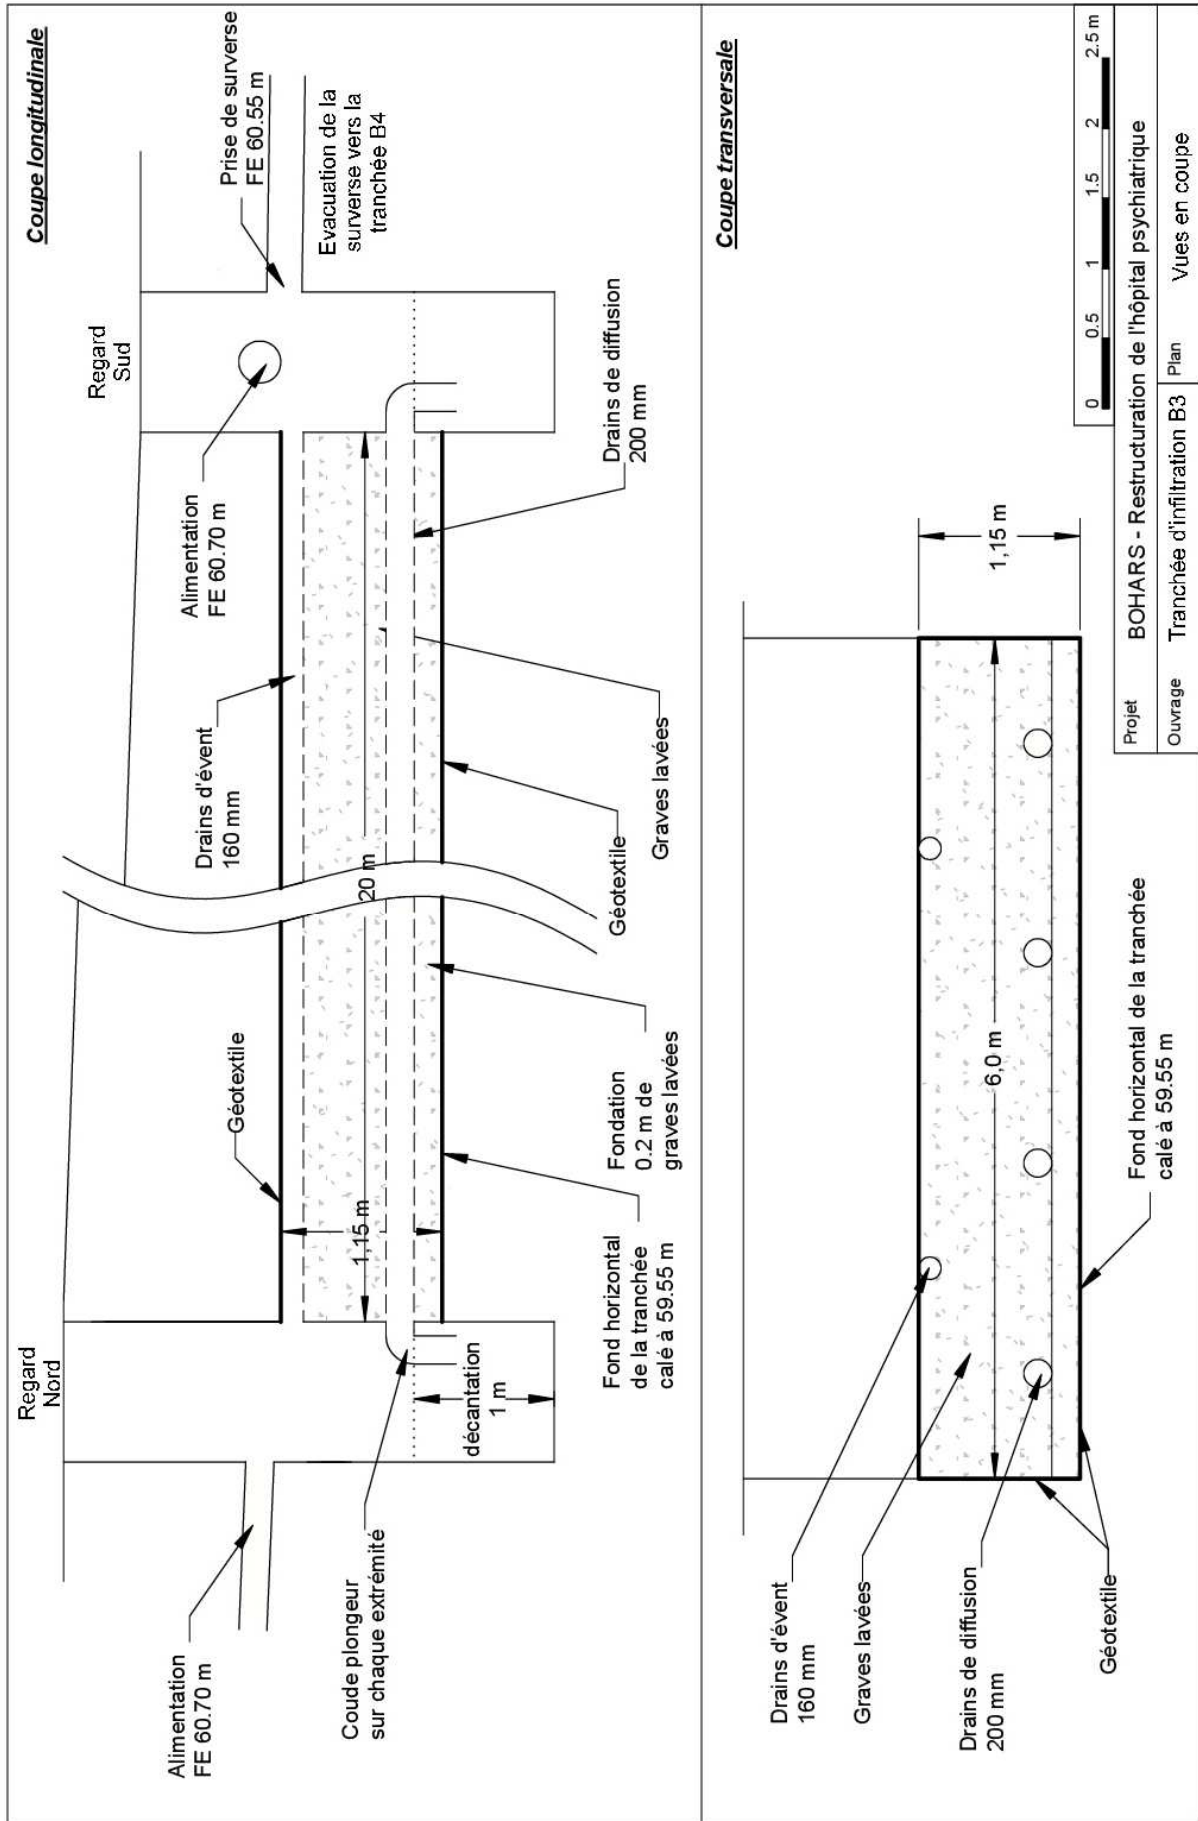 Coupe longitudinale
Regard
Nord
Regard
Sud
Alimentation
FE 60.70 m
Géotextile
Drains d'évent
160 mm
Alimentation
FE 60.70 m
Prise de surverse
FE 60.55 m
Evacuation de la
surverse vers la
tranchée B4
1,15 m
20 m
décantation
1 m
Coude plongeur
sur chaque extrémité
Fond horizontal
de la tranchée
calé à 59.55 m
Fondation
0.2 m de
graves lavées
Géotextile
Graves lavées
Drains de diffusion
200 mm
Coupe transversale
Drains d'évent
160 mm
Graves lavées
Drains de diffusion
200 mm
Géotextile
6,0 m
1,15 m
Fond horizontal de la tranchée
calé à 59.55 m
0 0.5 1 1.5 2 2.5 m
Projet BOHARS - Restructuration de l'hôpital psychiatrique
Ouvrage Tranchée d'infiltration B3 Plan Vues en coupe